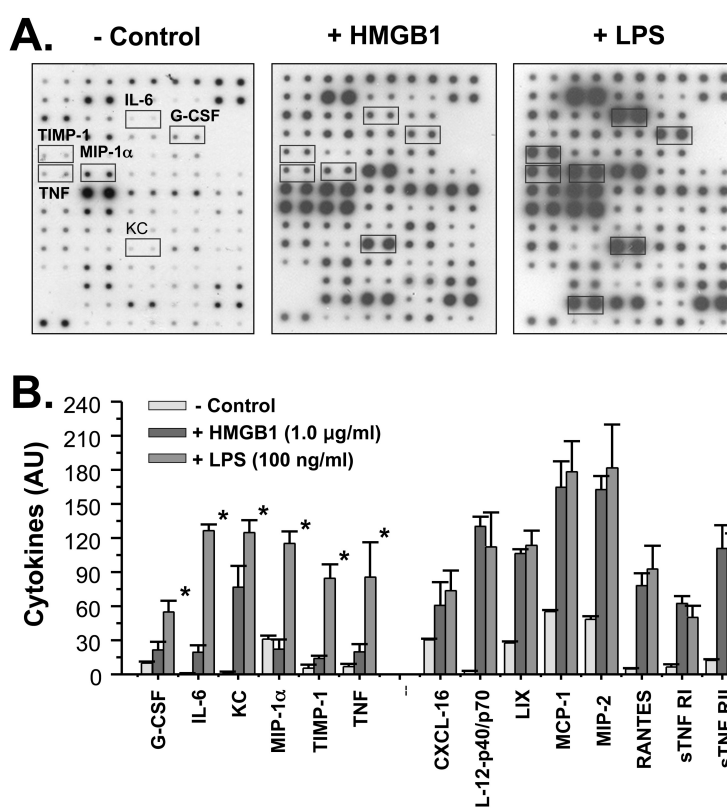 A.
- Control
+ HMGB1
+ LPS
IL-6
G-CSF
TIMP-1
MIP-1α
TNF
KC
B.
240
210
180
150
120
90
60
30
0
Cytokines (AU)
- Control
+ HMGB1 (1.0 µg/ml)
+ LPS (100 ng/ml)
*
*
*
*
*
*
G-CSF
IL-6
KC
MIP-1α
TIMP-1
TNF
CXCL-16
L-12-p40/p70
LIX
MCP-1
MIP-2
RANTES
sTNF RI
sTNF RII